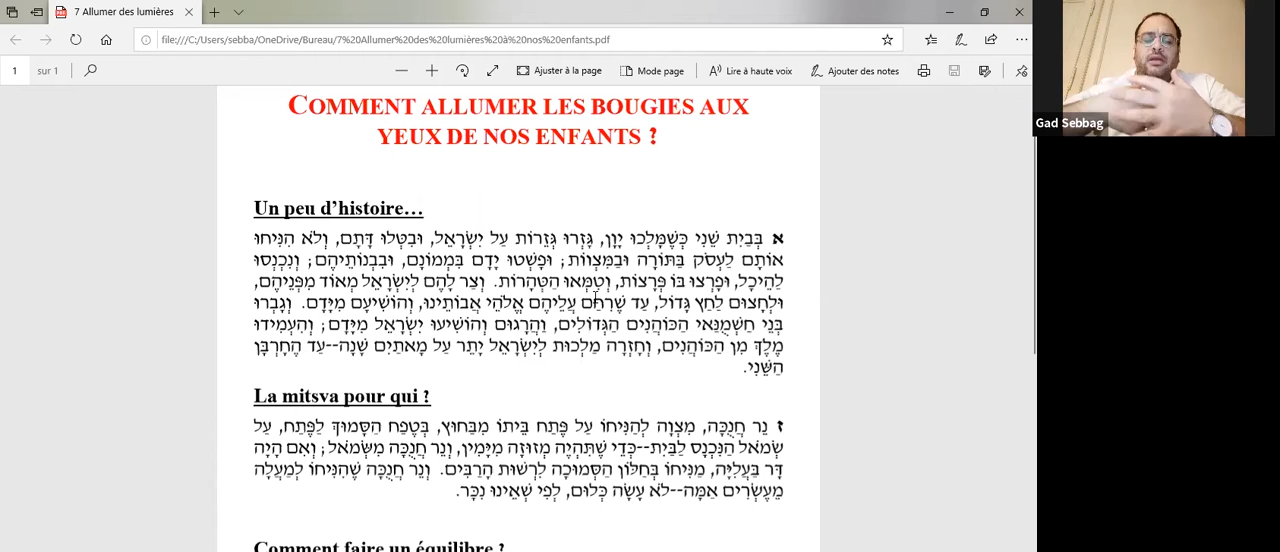 7 Allumer des lumières
file:///C:/Users/sebba/OneDrive/Bureau/7%20Allumer%20des%20lumières%20à%20nos%20enfants.pdf
1 sur 1
Ajuster à la page
Mode page
Lire à haute voix
Ajouter des notes
Gad Sebbag
COMMENT ALLUMER LES BOUGIES AUX
YEUX DE NOS ENFANTS ?
Un peu d’histoire…
א בְּבַיִת שֵׁנִי כְּשֶׁמָּלְכוּ יָוָן, גָּזְרוּ גְּזֵרוֹת עַל יִשְׂרָאֵל, וּבִטְּלוּ דָּתָם, וְלֹא הִנִּיחוּ
אוֹתָם לַעְסֹק בַּתּוֹרָה וּבַמִּצְווֹת; וּפָשְׁטוּ יָדָם בְּמָמוֹנָם, וּבִבְנוֹתֵיהֶם; וְנִכְנְסוּ
לַהֵיכָל, וּפָרְצוּ בּוֹ פְּרָצוֹת, וְטִמְּאוּ הַטְּהָרוֹת. וְצַר לָהֶם לְיִשְׂרָאֵל מְאוֹד מִפְּנֵיהֶם,
וּלְחָצוּם לַחַץ גָּדוֹל, עַד שֶׁרִחַם עֲלֵיהֶם אֱלֹהֵי אֲבוֹתֵינוּ, וְהוֹשִׁיעָם מִיָּדָם. וְגָבְרוּ
בְּנֵי חַשְׁמֻנַּאי הַכּוֹהֲנִים הַגְּדוֹלִים, וַהֲרָגוּם וְהוֹשִׁיעוּ יִשְׂרָאֵל מִיָּדָם; וְהִעְמִידוּ
מֶלֶךְ מִן הַכּוֹהֲנִים, וְחָזְרָה מַלְכוּת לְיִשְׂרָאֵל יָתֵר עַל מָאתַיִם שָׁנָה--עַד הַחֻרְבָּן
הַשֵּׁנִי.
La mitsva pour qui ?
ז נֵר חֲנֻכָּה, מִצְוָה לְהַנִּיחוֹ עַל פֶּתַח בֵּיתוֹ מִבַּחוּץ, בְּטֶפַח הַסָּמוּךְ לַפֶּתַח, עַל
שְׂמֹאל הַנִּכְנָס לַבַּיִת--כְּדֵי שֶׁתִּהְיֶה מְזוּזָה מִיָּמִין, וְנֵר חֲנֻכָּה מִשְּׂמֹאל; וְאִם הָיָה
דָּר בַּעֲלִיָּה, מַנִּיחוֹ בְּחַלּוֹן הַסְּמוּכָה לִרְשׁוּת הָרַבִּים. וְנֵר חֲנֻכָּה שֶׁהִנִּיחוֹ לְמַעְלָה
מֵעֶשְׂרִים אַמָּה--לֹא עָשָׂה כְּלוּם, לְפִי שְׁאֵינוּ נִכָּר.
Comment faire un équilibre ?